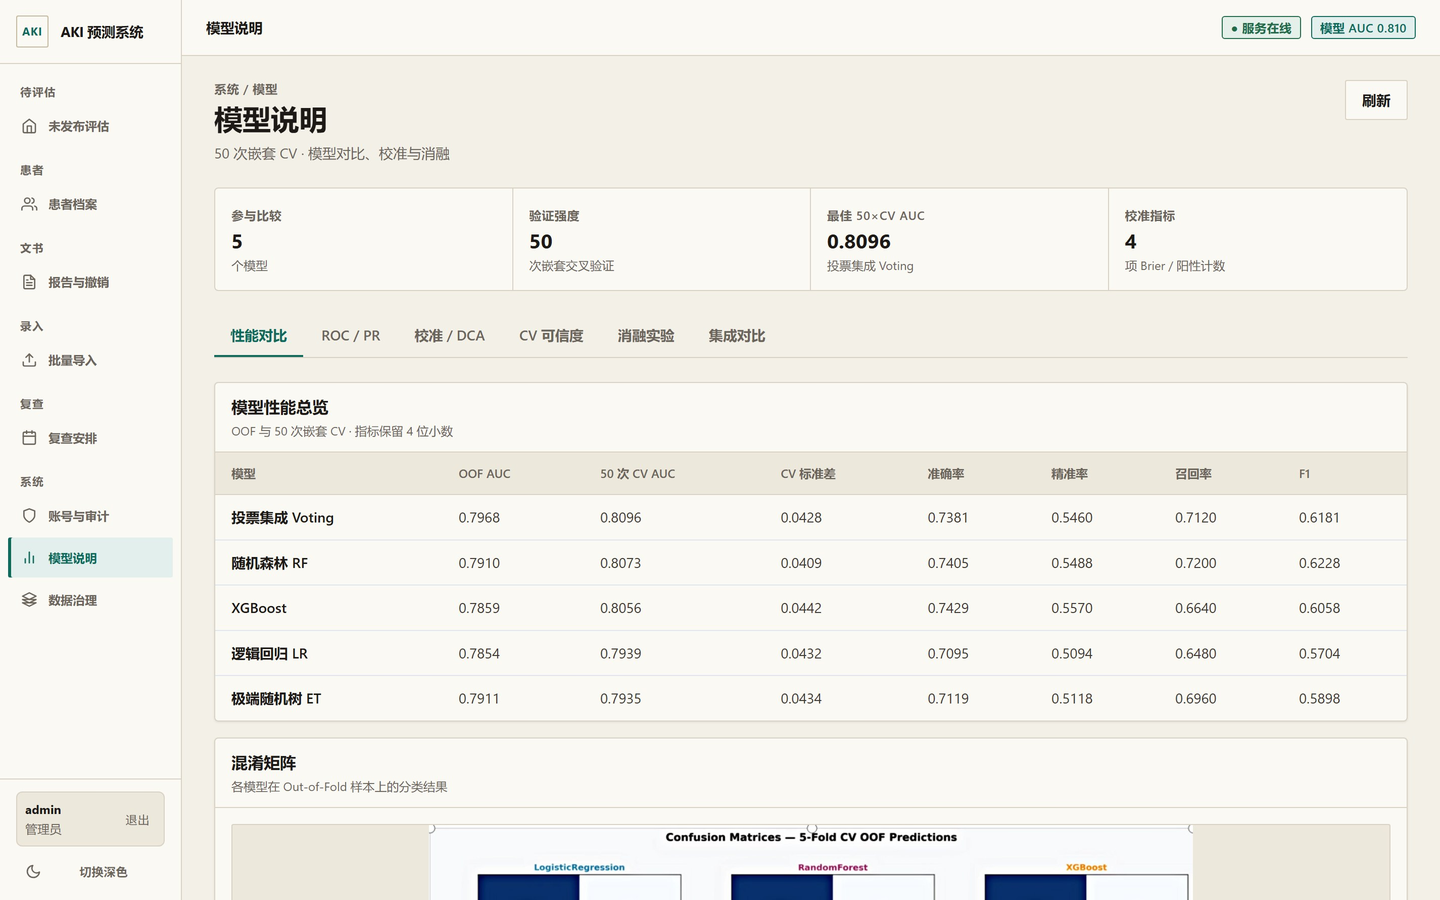 AKI
AKI 预测系统
待评估
未发布评估
患者
患者档案
文书
报告与撤销
录入
批量导入
复查
复查安排
系统
账号与审计
模型说明
数据治理
admin
管理员
退出
切换深色
模型说明
● 服务在线
模型 AUC 0.810
系统 / 模型
模型说明
50 次嵌套 CV · 模型对比、校准与消融
刷新
参与比较
5
个模型
验证强度
50
次嵌套交叉验证
最佳 50×CV AUC
0.8096
投票集成 Voting
校准指标
4
项 Brier / 阳性计数
性能对比 ROC / PR 校准 / DCA CV 可信度 消融实验 集成对比
模型性能总览
OOF 与 50 次嵌套 CV · 指标保留 4 位小数
模型 OOF AUC 50 次 CV AUC CV 标准差 准确率 精准率 召回率 F1
投票集成 Voting 0.7968 0.8096 0.0428 0.7381 0.5460 0.7120 0.6181
随机森林 RF 0.7910 0.8073 0.0409 0.7405 0.5488 0.7200 0.6228
XGBoost 0.7859 0.8056 0.0442 0.7429 0.5570 0.6640 0.6058
逻辑回归 LR 0.7854 0.7939 0.0432 0.7095 0.5094 0.6480 0.5704
极端随机树 ET 0.7911 0.7935 0.0434 0.7119 0.5118 0.6960 0.5898
混淆矩阵
各模型在 Out-of-Fold 样本上的分类结果
Confusion Matrices — 5-Fold CV OOF Predictions
LogisticRegression RandomForest XGBoost